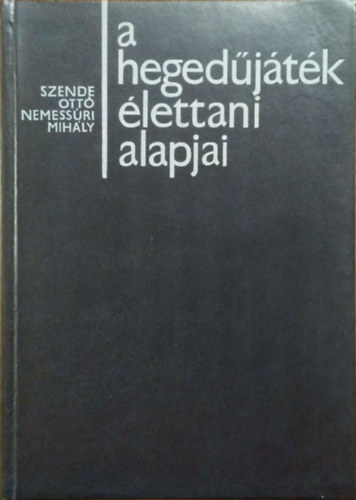 SZENDE
OTTÓ
NEMESSÚRI
MIHÁLY
a
hegedűjáték
élettani
alapjai